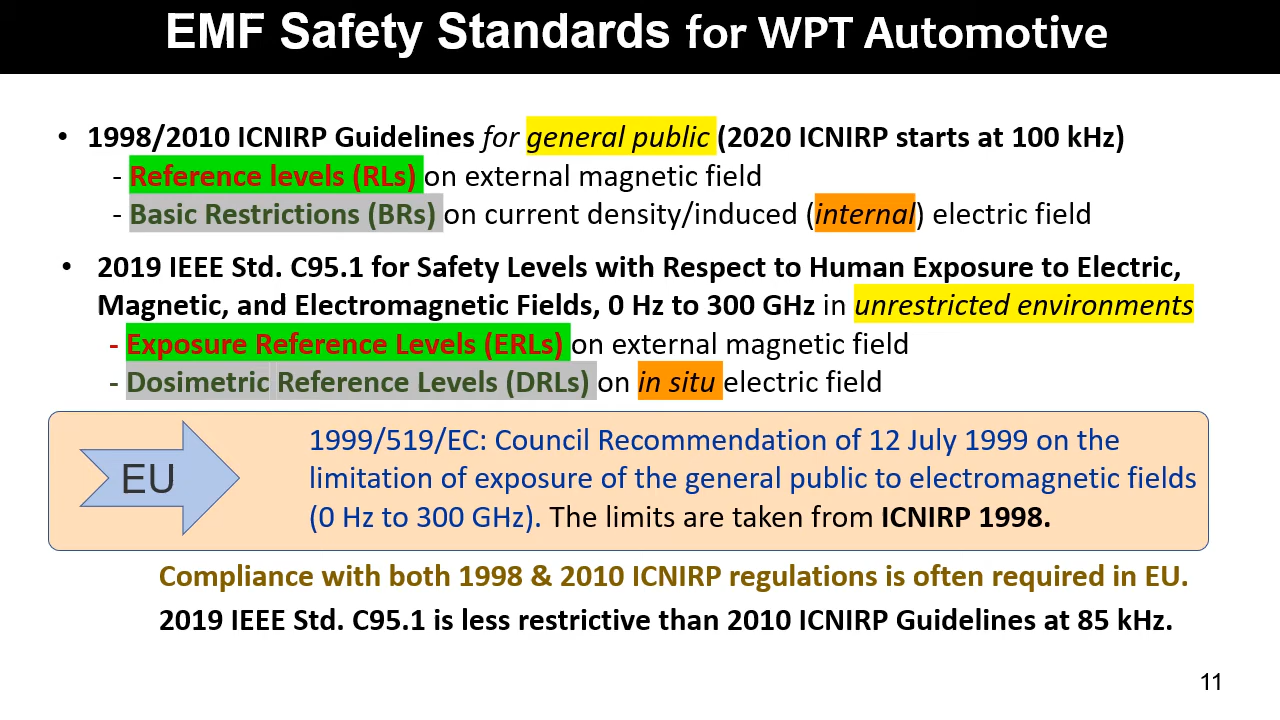 EMF Safety Standards for WPT Automotive
• 1998/2010 ICNIRP Guidelines for general public (2020 ICNIRP starts at 100 kHz)
- Reference levels (RLs) on external magnetic field
- Basic Restrictions (BRs) on current density/induced (internal) electric field
• 2019 IEEE Std. C95.1 for Safety Levels with Respect to Human Exposure to Electric,
Magnetic, and Electromagnetic Fields, 0 Hz to 300 GHz in unrestricted environments
- Exposure Reference Levels (ERLs) on external magnetic field
- Dosimetric Reference Levels (DRLs) on in situ electric field
EU
1999/519/EC: Council Recommendation of 12 July 1999 on the
limitation of exposure of the general public to electromagnetic fields
(0 Hz to 300 GHz). The limits are taken from ICNIRP 1998.
Compliance with both 1998 & 2010 ICNIRP regulations is often required in EU.
2019 IEEE Std. C95.1 is less restrictive than 2010 ICNIRP Guidelines at 85 kHz.
11